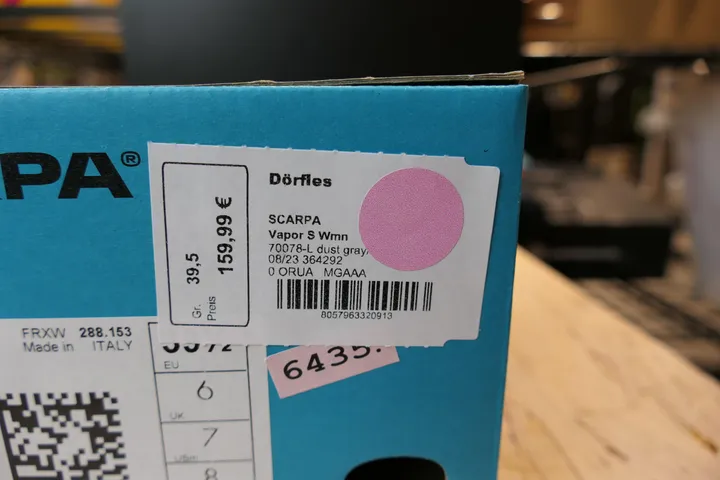 PA®
Dörfles
SCARPA
Vapor S Wmn
70078-L dust gray
08/23 364292
0 ORUA MGAAA
8057963320913
Gr. 39,5
Preis 159,99 €
FRXW 288.153
Made in ITALY
EU
6
UK
7
8
6435.